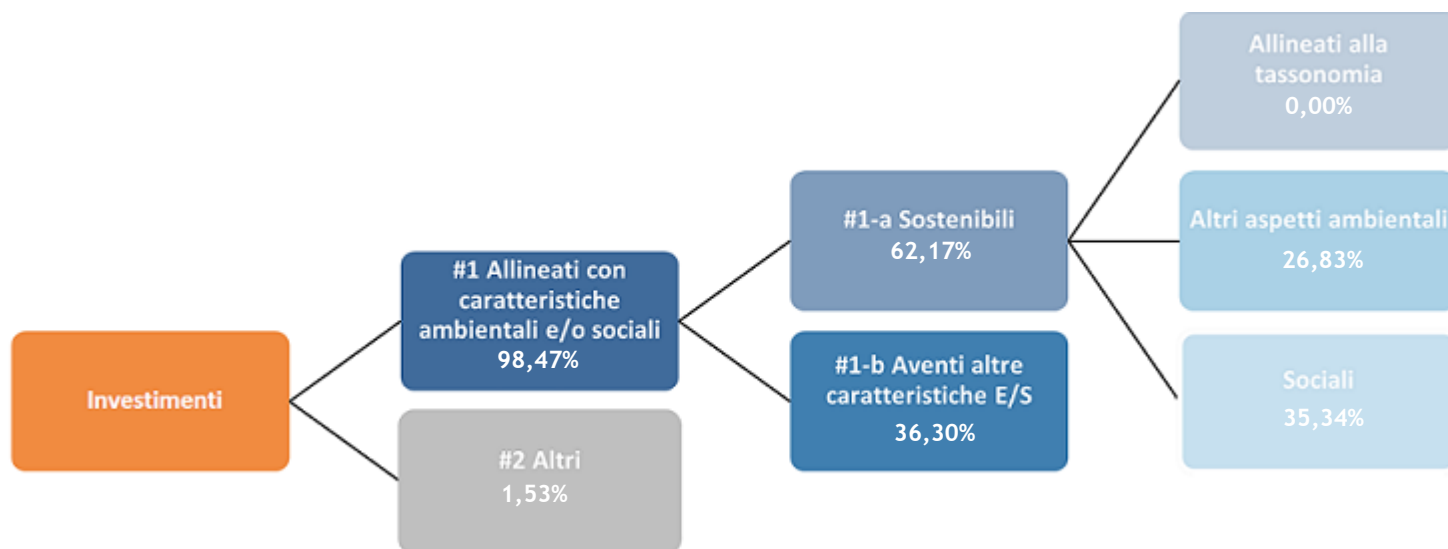 Investimenti
#1 Allineati con
caratteristiche
ambientali e/o sociali
98,47%
#2 Altri
1,53%
#1-a Sostenibili
62,17%
#1-b Aventi altre
caratteristiche E/S
36,30%
Allineati alla
tassonomia
0,00%
Altri aspetti ambientali
26,83%
Sociali
35,34%